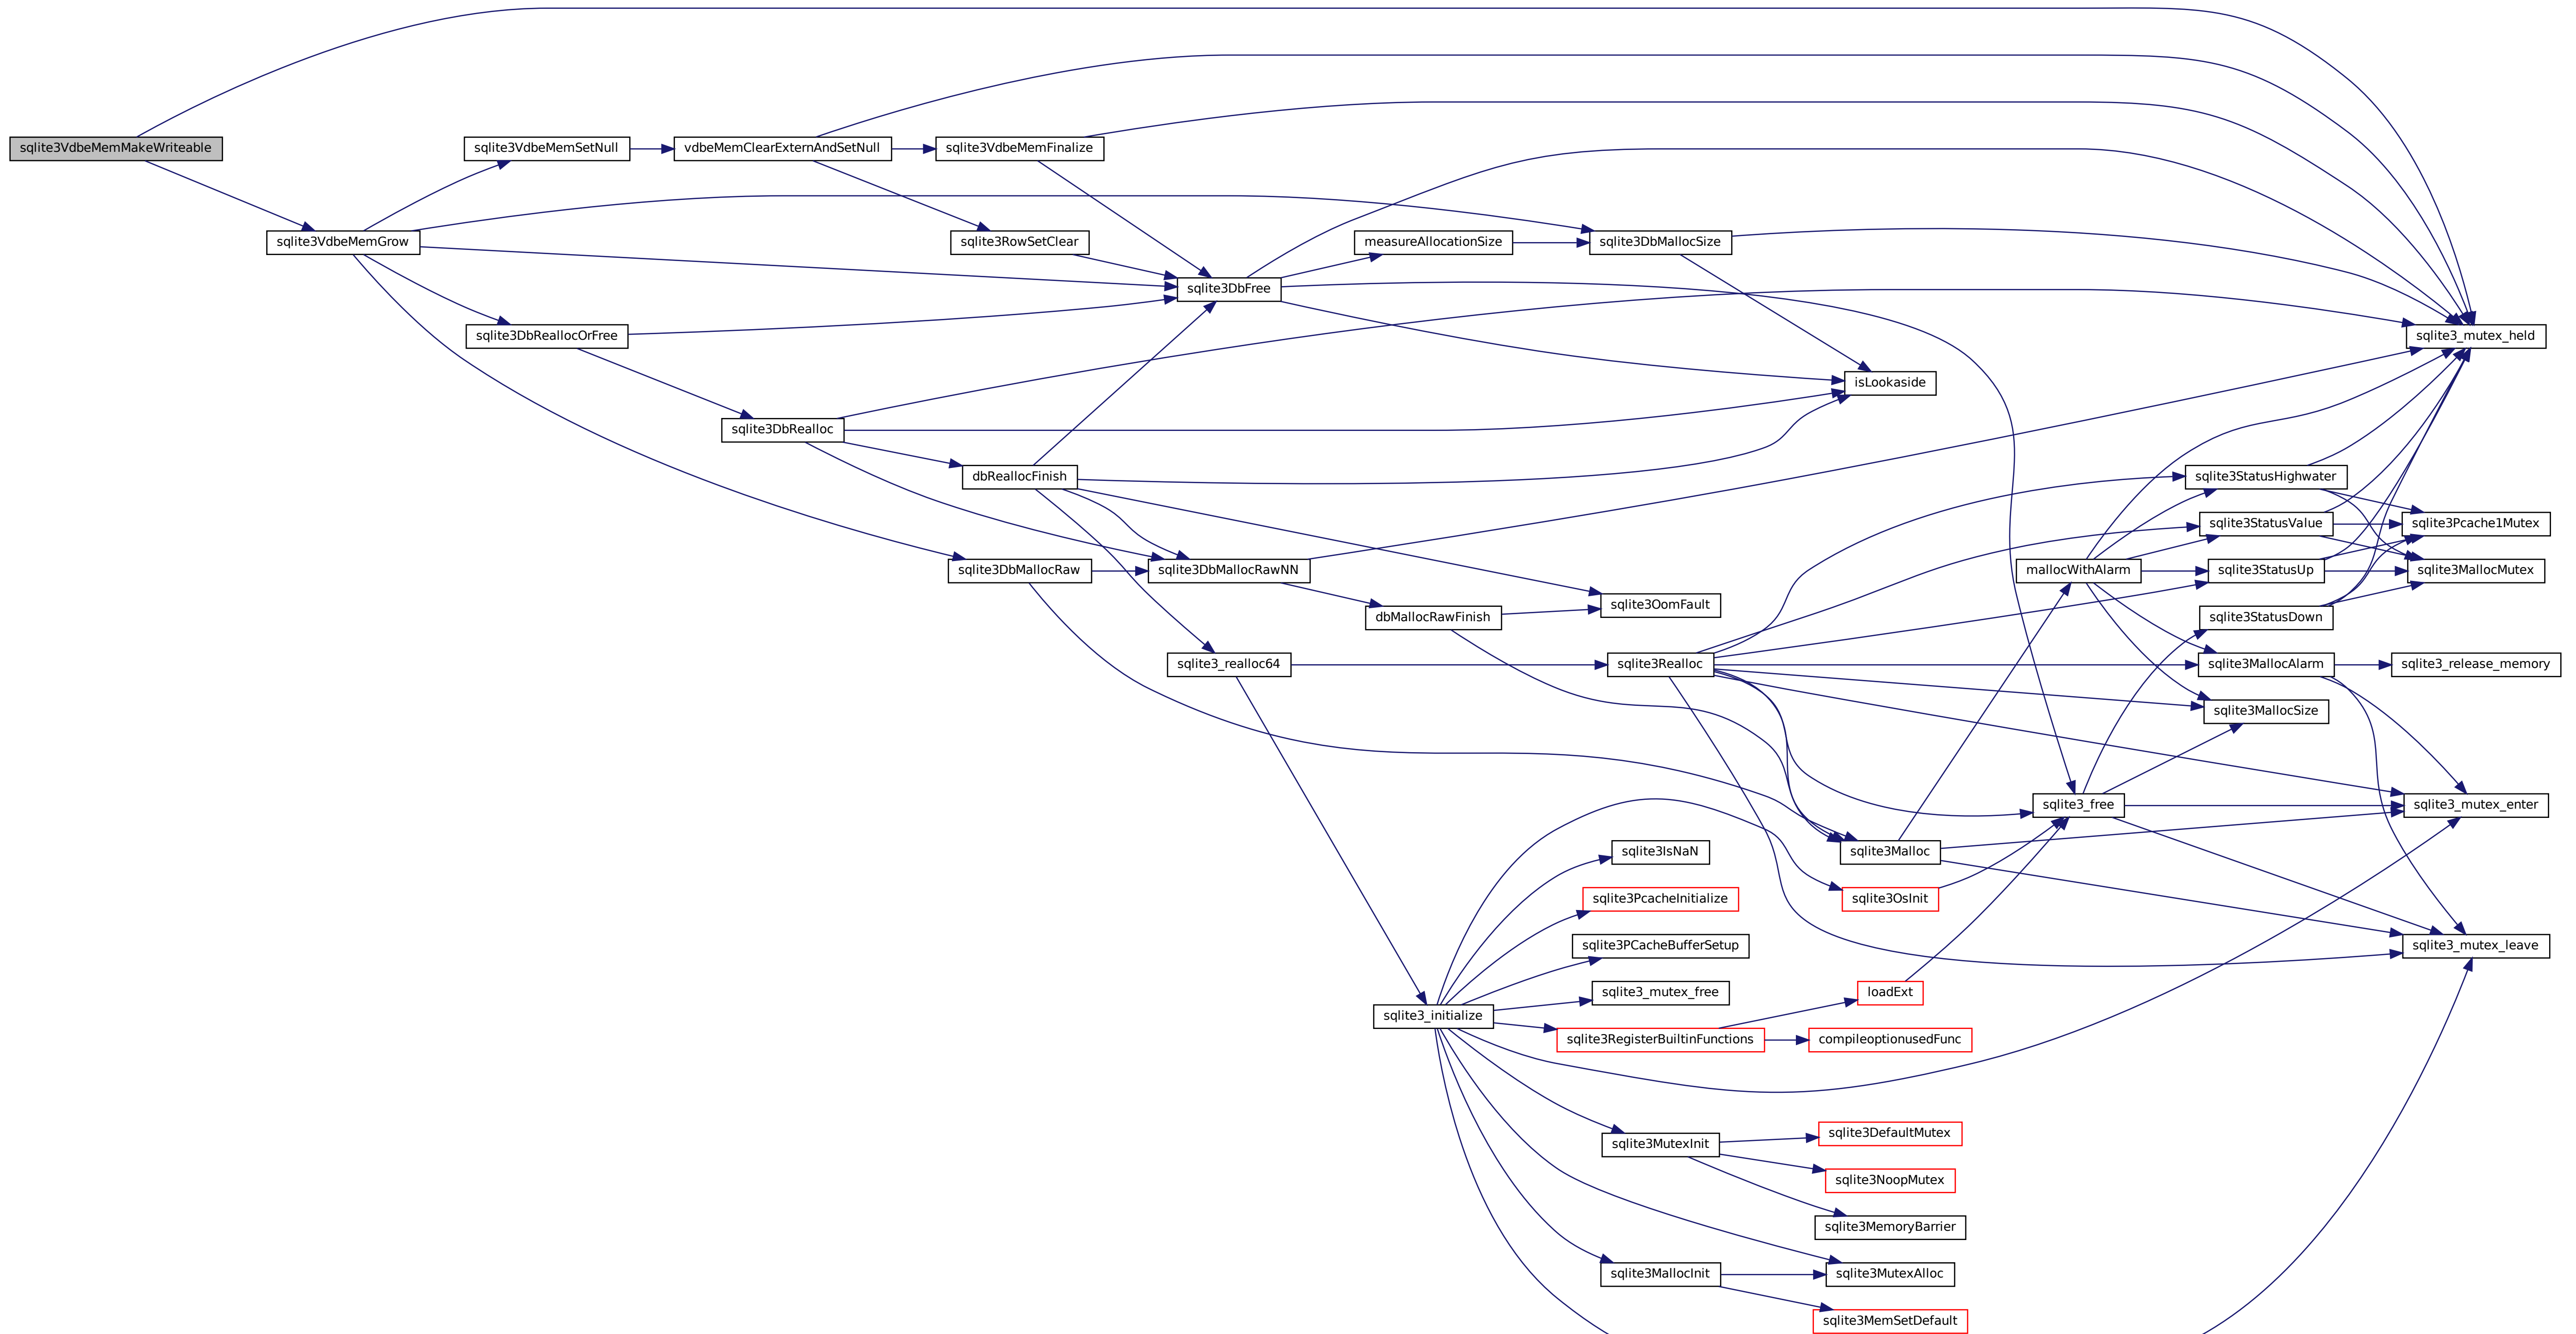 sqlite3VdbeMemMakeWriteable
sqlite3VdbeMemSetNull
vdbeMemClearExternAndSetNull
sqlite3VdbeMemFinalize
sqlite3VdbeMemGrow
sqlite3RowSetClear
measureAllocationSize
sqlite3DbMallocSize
sqlite3DbFree
sqlite3DbReallocOrFree
sqlite3_mutex_held
isLookaside
sqlite3DbRealloc
dbReallocFinish
sqlite3StatusHighwater
sqlite3StatusValue
sqlite3Pcache1Mutex
sqlite3DbMallocRaw
sqlite3DbMallocRawNN
mallocWithAlarm
sqlite3StatusUp
sqlite3MallocMutex
sqlite3OomFault
dbMallocRawFinish
sqlite3StatusDown
sqlite3_realloc64
sqlite3Realloc
sqlite3MallocAlarm
sqlite3_release_memory
sqlite3MallocSize
sqlite3_free
sqlite3_mutex_enter
sqlite3IsNaN
sqlite3Malloc
sqlite3PcacheInitialize
sqlite3OsInit
sqlite3PCacheBufferSetup
sqlite3_mutex_leave
sqlite3_mutex_free
loadExt
sqlite3_initialize
sqlite3RegisterBuiltinFunctions
compileoptionusedFunc
sqlite3DefaultMutex
sqlite3MutexInit
sqlite3NoopMutex
sqlite3MemoryBarrier
sqlite3MallocInit
sqlite3MutexAlloc
sqlite3MemSetDefault